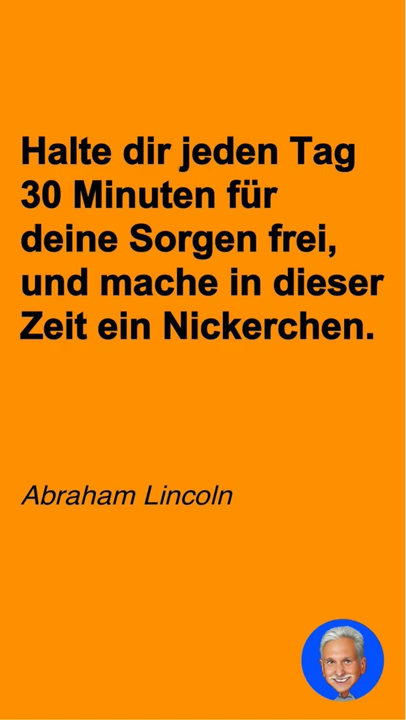 Halte dir jeden Tag
30 Minuten für
deine Sorgen frei,
und mache in dieser
Zeit ein Nickerchen.
Abraham Lincoln